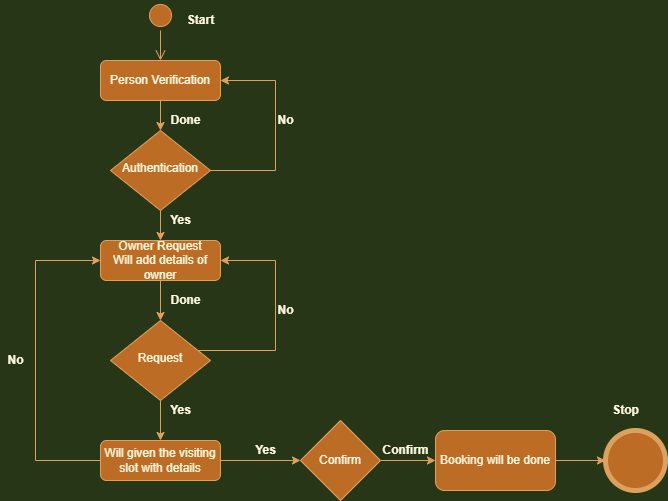 Start
Person Verification
Done
No
Authentication
Yes
Owner Request
Will add details of
owner
Done
No
No
Request
Yes
Stop
Will given the visiting
slot with details
Yes
Confirm
Confirm
Booking will be done